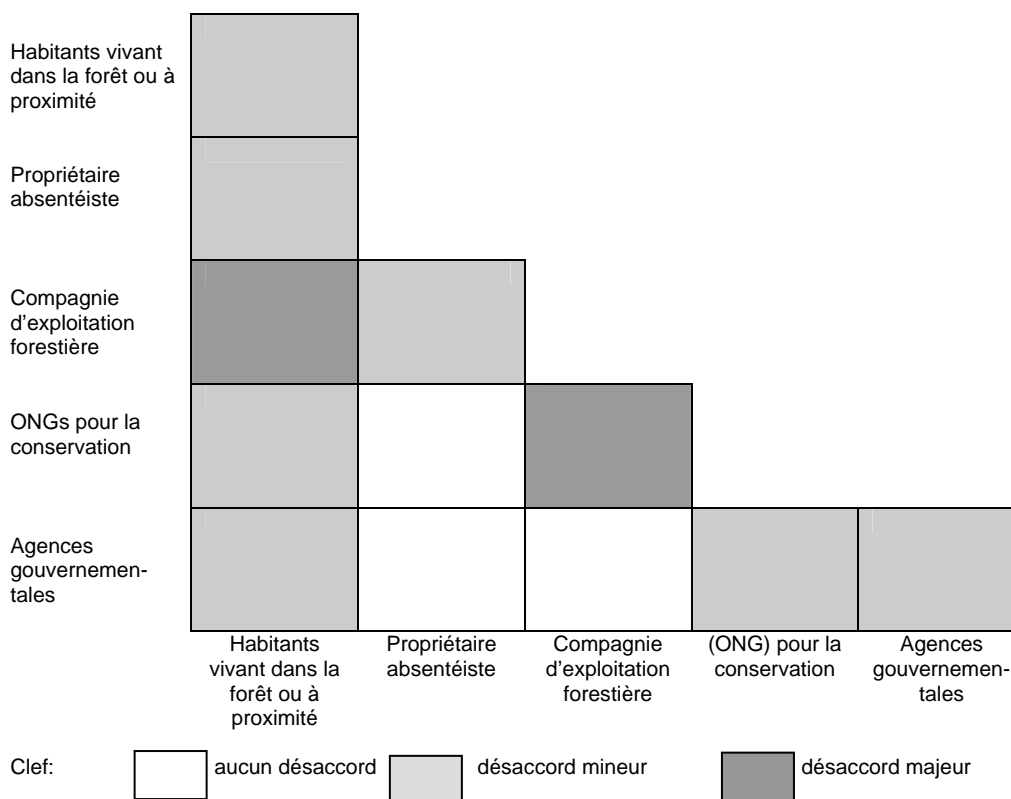 Habitants vivant
dans la forêt ou à
proximité
Propriétaire
absentéiste
Compagnie
d'exploitation
forestière
ONGs pour la
conservation
Agences
gouvernemen-
tales
Habitants
vivant dans la
forêt ou à
proximité
Propriétaire
absentéiste
Compagnie
d'exploitation
forestière
(ONG) pour la
conservation
Agences
gouvernemen-
tales
Clef: aucun désaccord désaccord mineur désaccord majeur